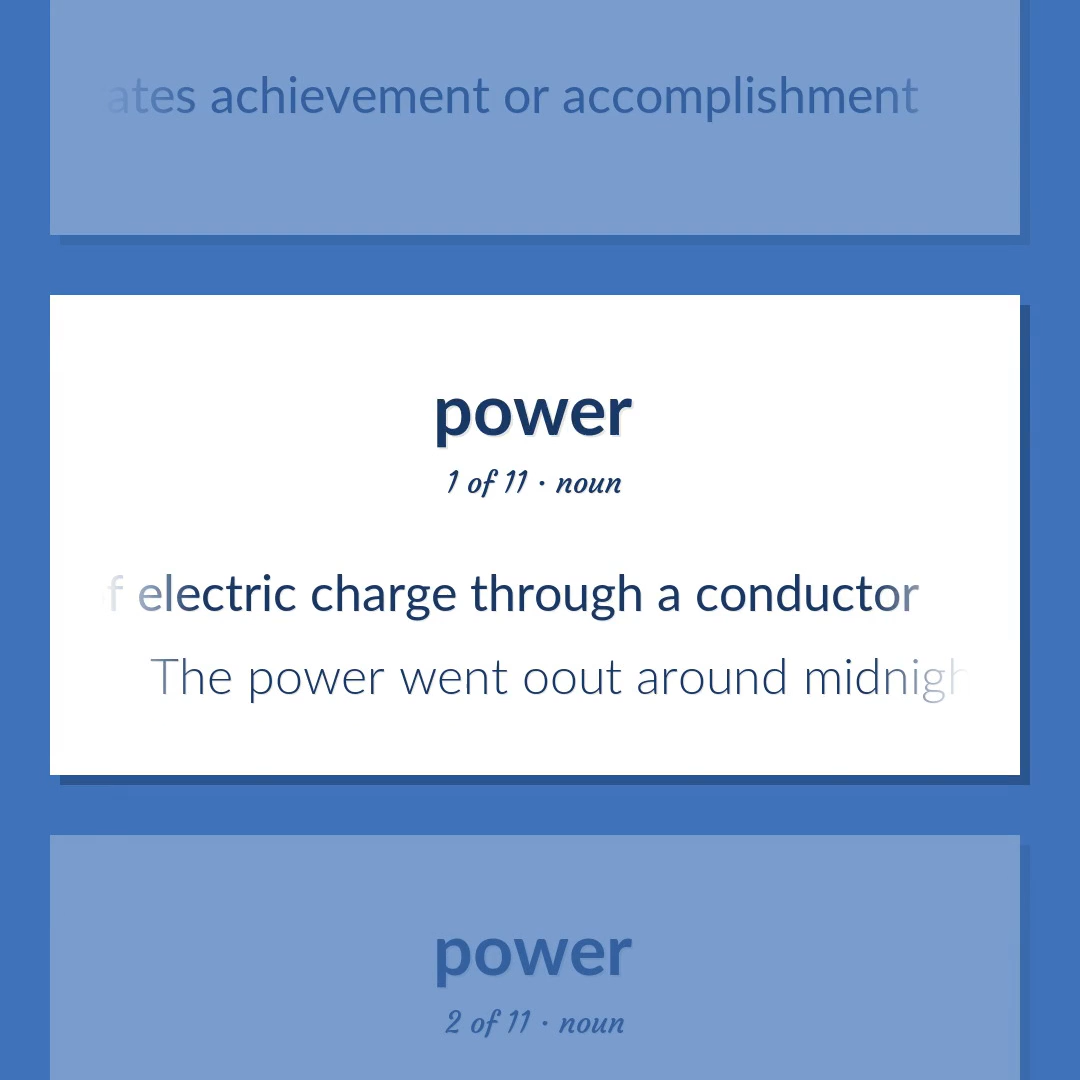 ates achievement or accomplishment
power
1 of 11 · noun
f electric charge through a conductor
The power went oout around midnigh
power
2 of 11 · noun